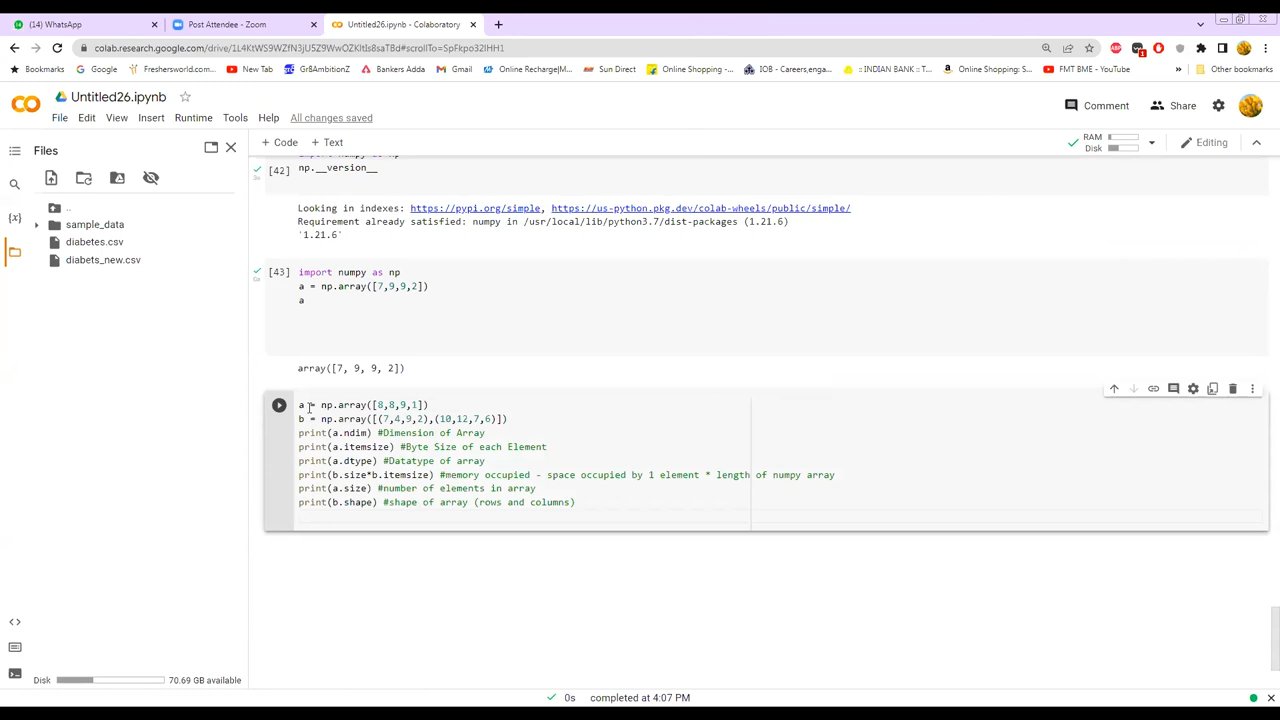 (14) WhatsApp
Post Attendee - Zoom
Untitled26.ipynb - Colaboratory
colab.research.google.com/drive/1L4KtWS9WZfN3jU5Z9WwOZKItIs8saT8d#scrollTo=SpFkpo32IHH1
Bookmarks
Google
Freshersworld.com...
New Tab
Gr8AmbitionZ
Bankers Adda
Gmail
Online Recharge|M...
Sun Direct
Online Shopping -...
IOB - Careers,enga...
:: INDIAN BANK :: T...
Online Shopping: S...
FMT BME - YouTube
Other bookmarks
Untitled26.ipynb
File Edit View Insert Runtime Tools Help All changes saved
Comment
Share
Files
+ Code + Text
RAM
Disk
Editing
..
sample_data
diabetes.csv
diabets_new.csv
import numpy as np
[42]
np.__version__
Looking in indexes: https://pypi.org/simple, https://us-python.pkg.dev/colab-wheels/public/simple/
Requirement already satisfied: numpy in /usr/local/lib/python3.7/dist-packages (1.21.6)
'1.21.6'
[43]
import numpy as np
a = np.array([7,9,9,2])
a
array([7, 9, 9, 2])
a = np.array([8,8,9,1])
b = np.array([(7,4,9,2),(10,12,7,6)])
print(a.ndim) #Dimension of Array
print(a.itemsize) #Byte Size of each Element
print(a.dtype) #Datatype of array
print(b.size*b.itemsize) #memory occupied - space occupied by 1 element * length of numpy array
print(a.size) #number of elements in array
print(b.shape) #shape of array (rows and columns)
Disk
70.69 GB available
0s completed at 4:07 PM